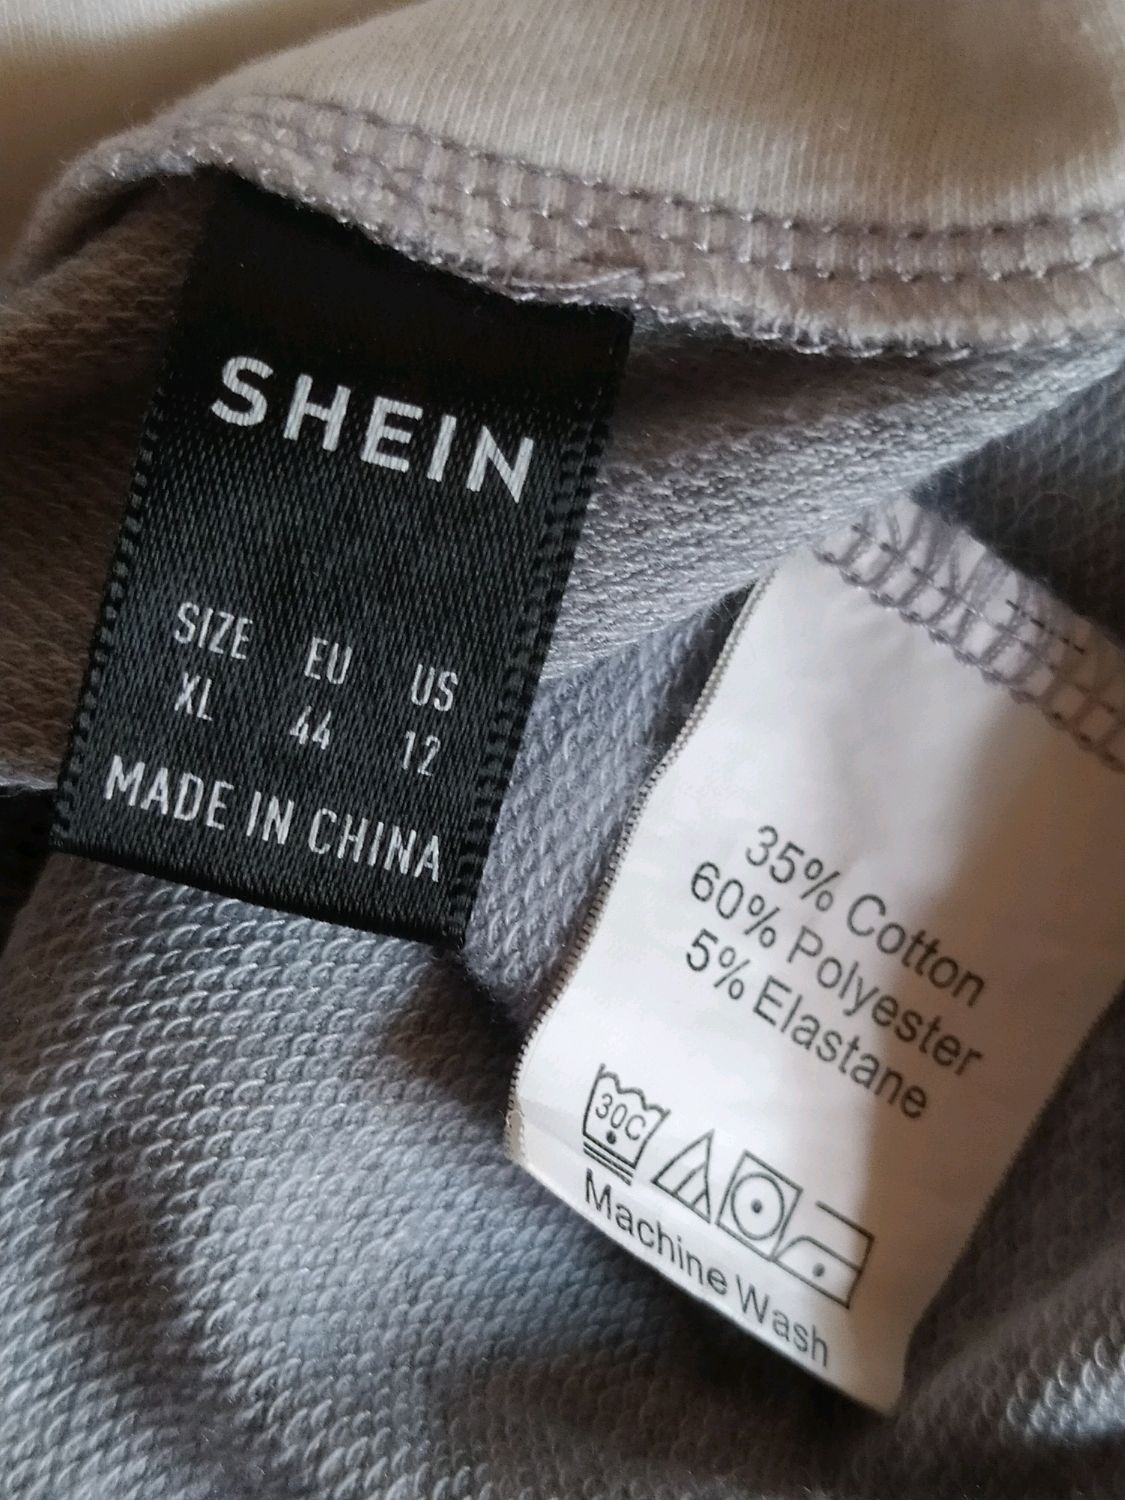 SHEIN
SIZE EU US
XL 44 12
MADE IN CHINA
35% Cotton
60% Polyester
5% Elastane
30C
Machine Wash